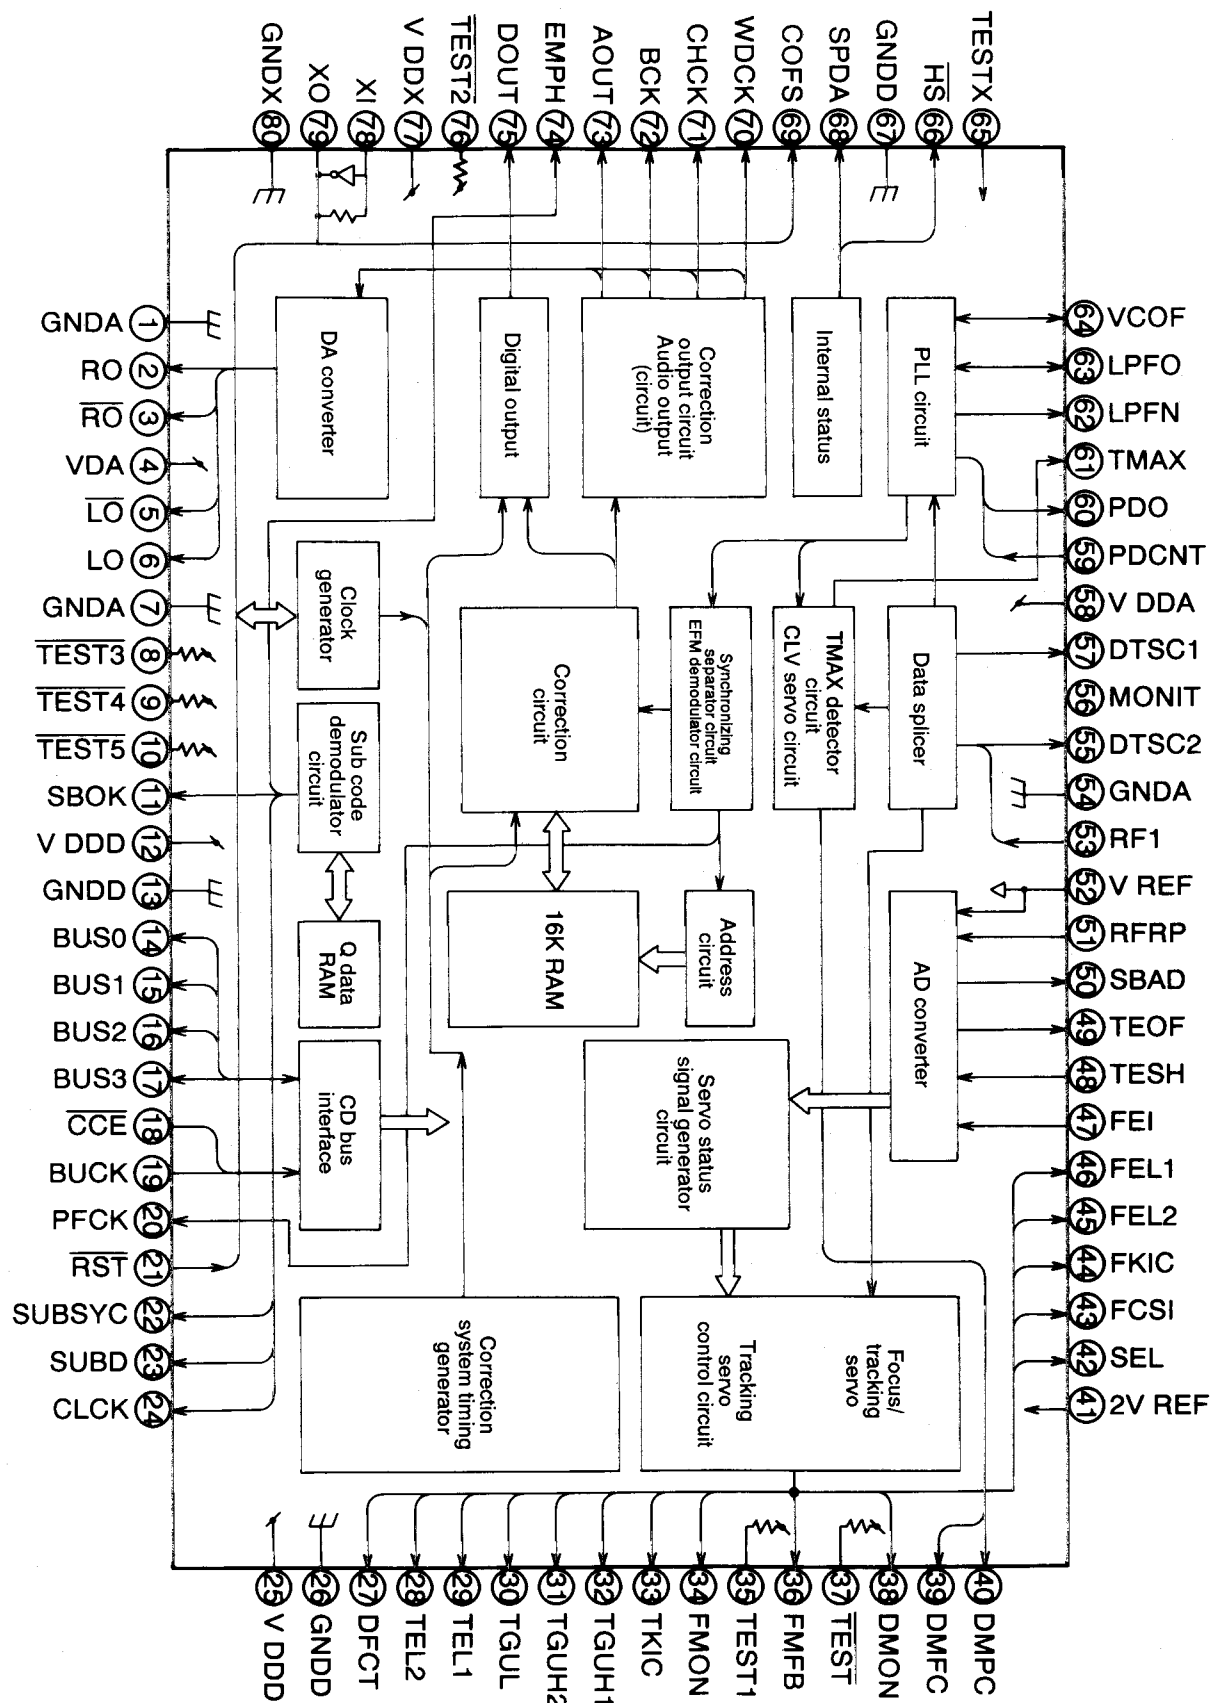 GNDX 80
XO 79
XI 78
V DDX 77
TEST2 76
DOUT 75
EMPH 74
AOUT 73
BCK 72
CHCK 71
WDCK 70
COFS 69
SPDA 68
GNDD 67
HS 66
TESTX 65
GNDA 1
RO 2
RO 3
VDA 4
LO 5
LO 6
GNDA 7
TEST3 8
TEST4 9
TEST5 10
SBOK 11
V DDD 12
GNDD 13
BUS0 14
BUS1 15
BUS2 16
BUS3 17
CCE 18
BUCK 19
PFCK 20
RST 21
SUBSYC 22
SUBD 23
CLCK 24
DA converter
Digital output
Correction
output circuit
Audio output
(circuit)
Internal status
PLL circuit
Clock
generator
Correction
circuit
Synchronizing
separator circuit
EFM demodulator circuit
TMAX detector
circuit
CLV servo circuit
Data splicer
Sub code
demodulator
circuit
Q data
RAM
16K RAM
Address
circuit
AD converter
CD bus
interface
Servo status
signal generator
circuit
Correction
system timing
generator
Focus/
tracking
servo
Tracking
servo
control circuit
64 VCOF
63 LPFO
62 LPFN
61 TMAX
60 PDO
59 PDCNT
58 V DDA
57 DTSC1
56 MONIT
55 DTSC2
54 GNDA
53 RF1
52 V REF
51 RFRP
50 SBAD
49 TEOF
48 TESH
47 FEI
46 FEL1
45 FEL2
44 FKIC
43 FCSI
42 SEL
41 2V REF
25 V DDD
26 GNDD
27 DFCT
28 TEL2
29 TEL1
30 TGUL
31 TGUH2
32 TGUH1
33 TKIC
34 FMON
35 TEST1
36 FMFB
37 TEST
38 DMON
39 DMFC
40 DMPC